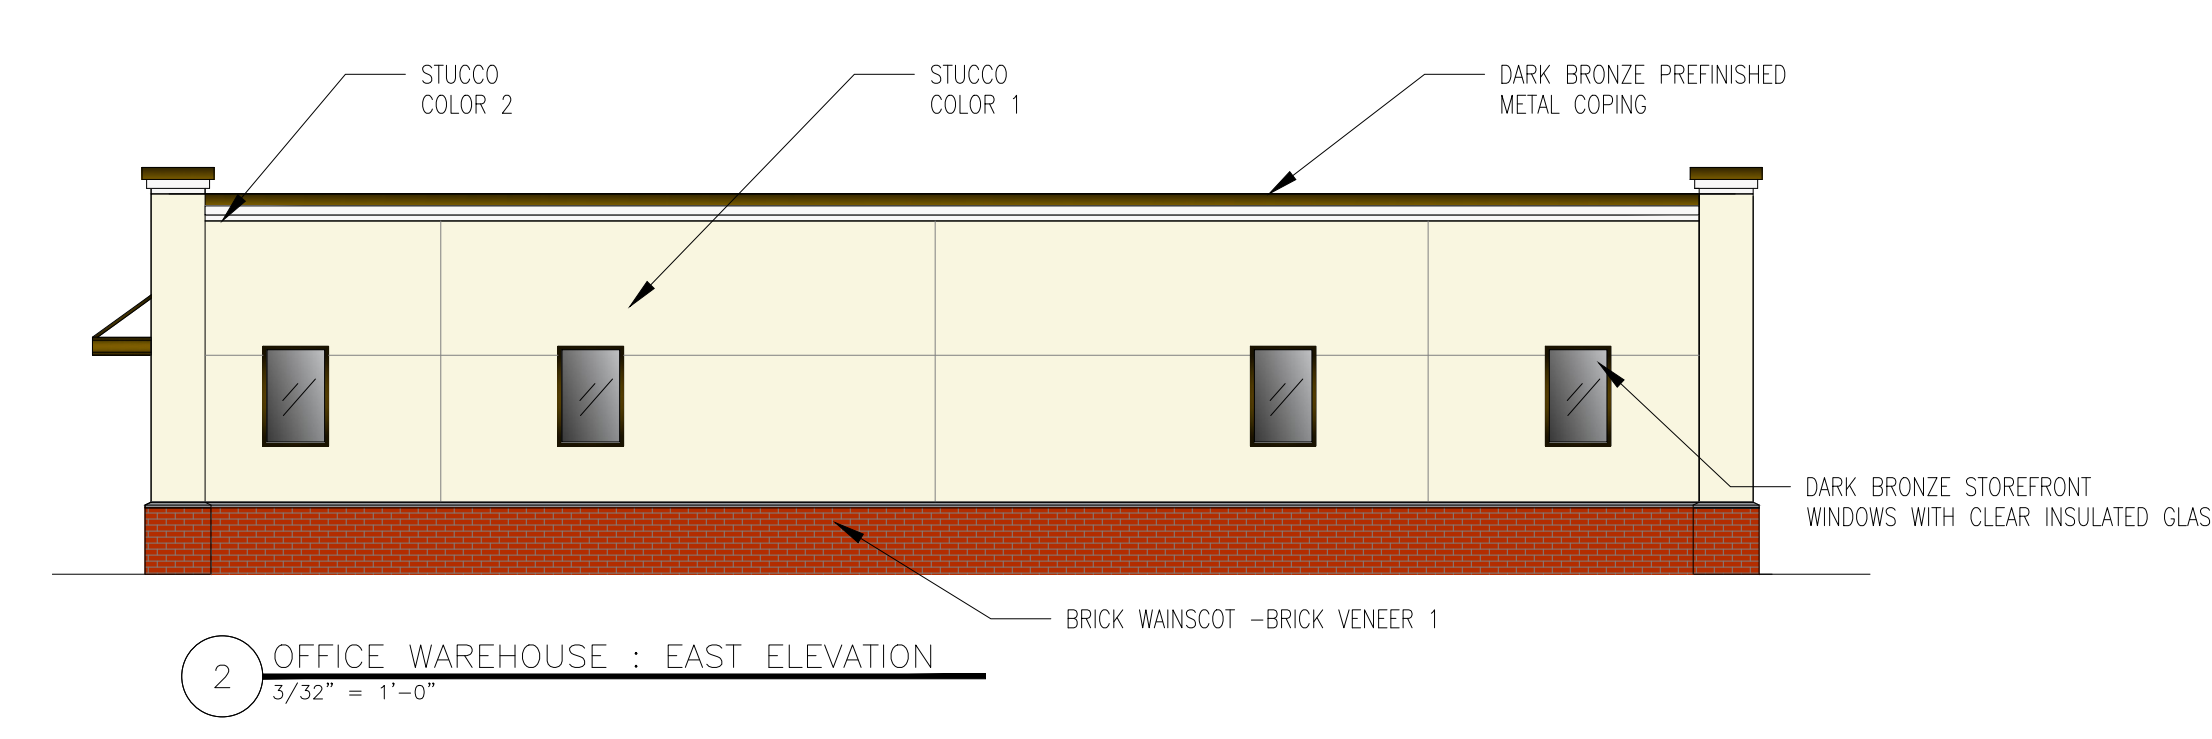 STUCCO
COLOR 2
STUCCO
COLOR 1
DARK BRONZE PREFINISHED
METAL COPING
DARK BRONZE STOREFRONT
WINDOWS WITH CLEAR INSULATED GLAS
BRICK WAINSCOT -BRICK VENEER 1
2
OFFICE WAREHOUSE : EAST ELEVATION
3/32" = 1'-0"